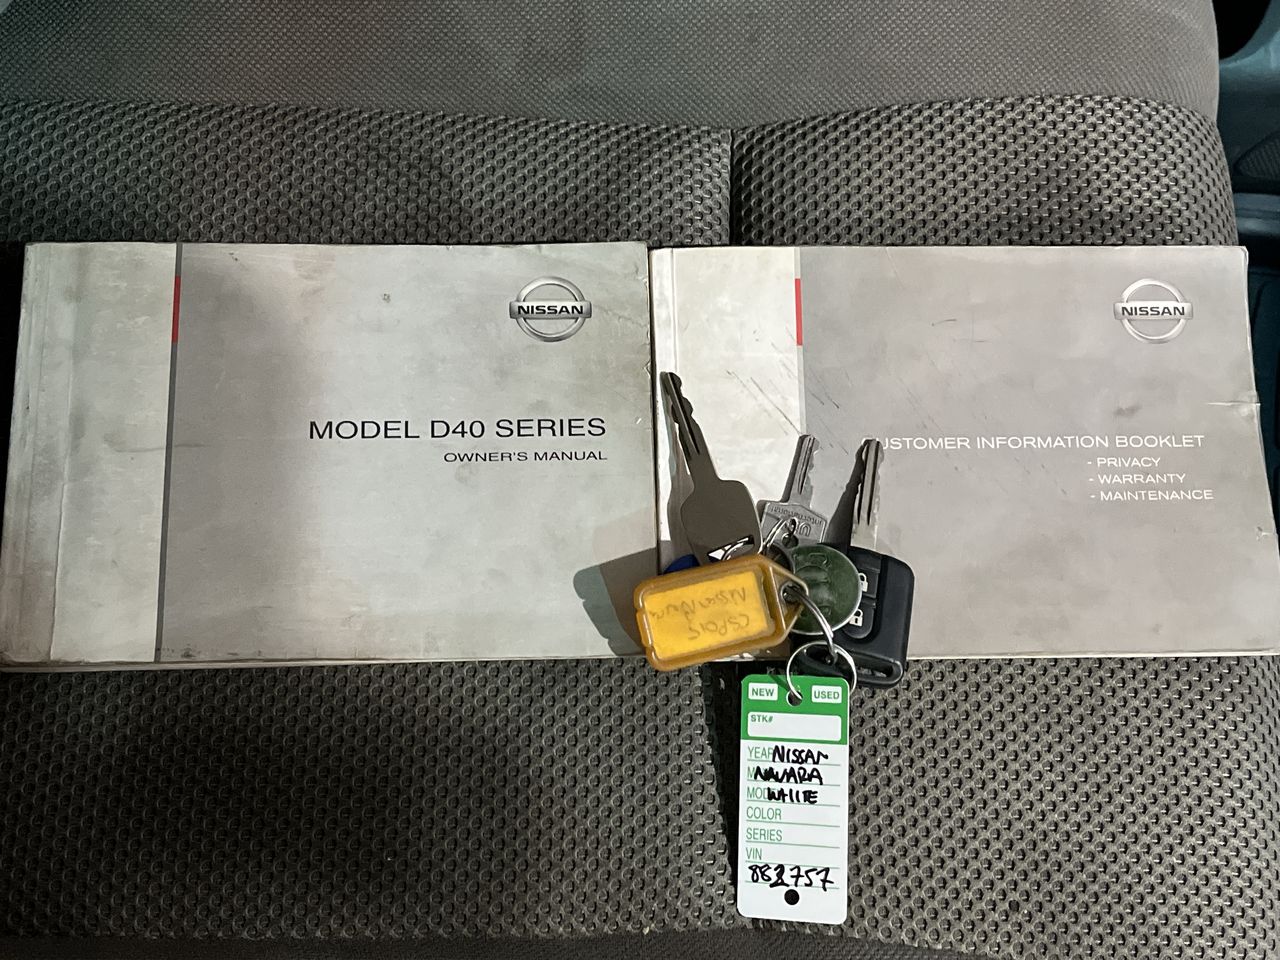 NISSAN
MODEL D40 SERIES
OWNER'S MANUAL
NISSAN
USTOMER INFORMATION BOOKLET
- PRIVACY
- WARRANTY
- MAINTENANCE
NEW USED
STK#
YEAR NISSAN
NAVARA
MOD WHITE
COLOR
SERIES
VIN
882757